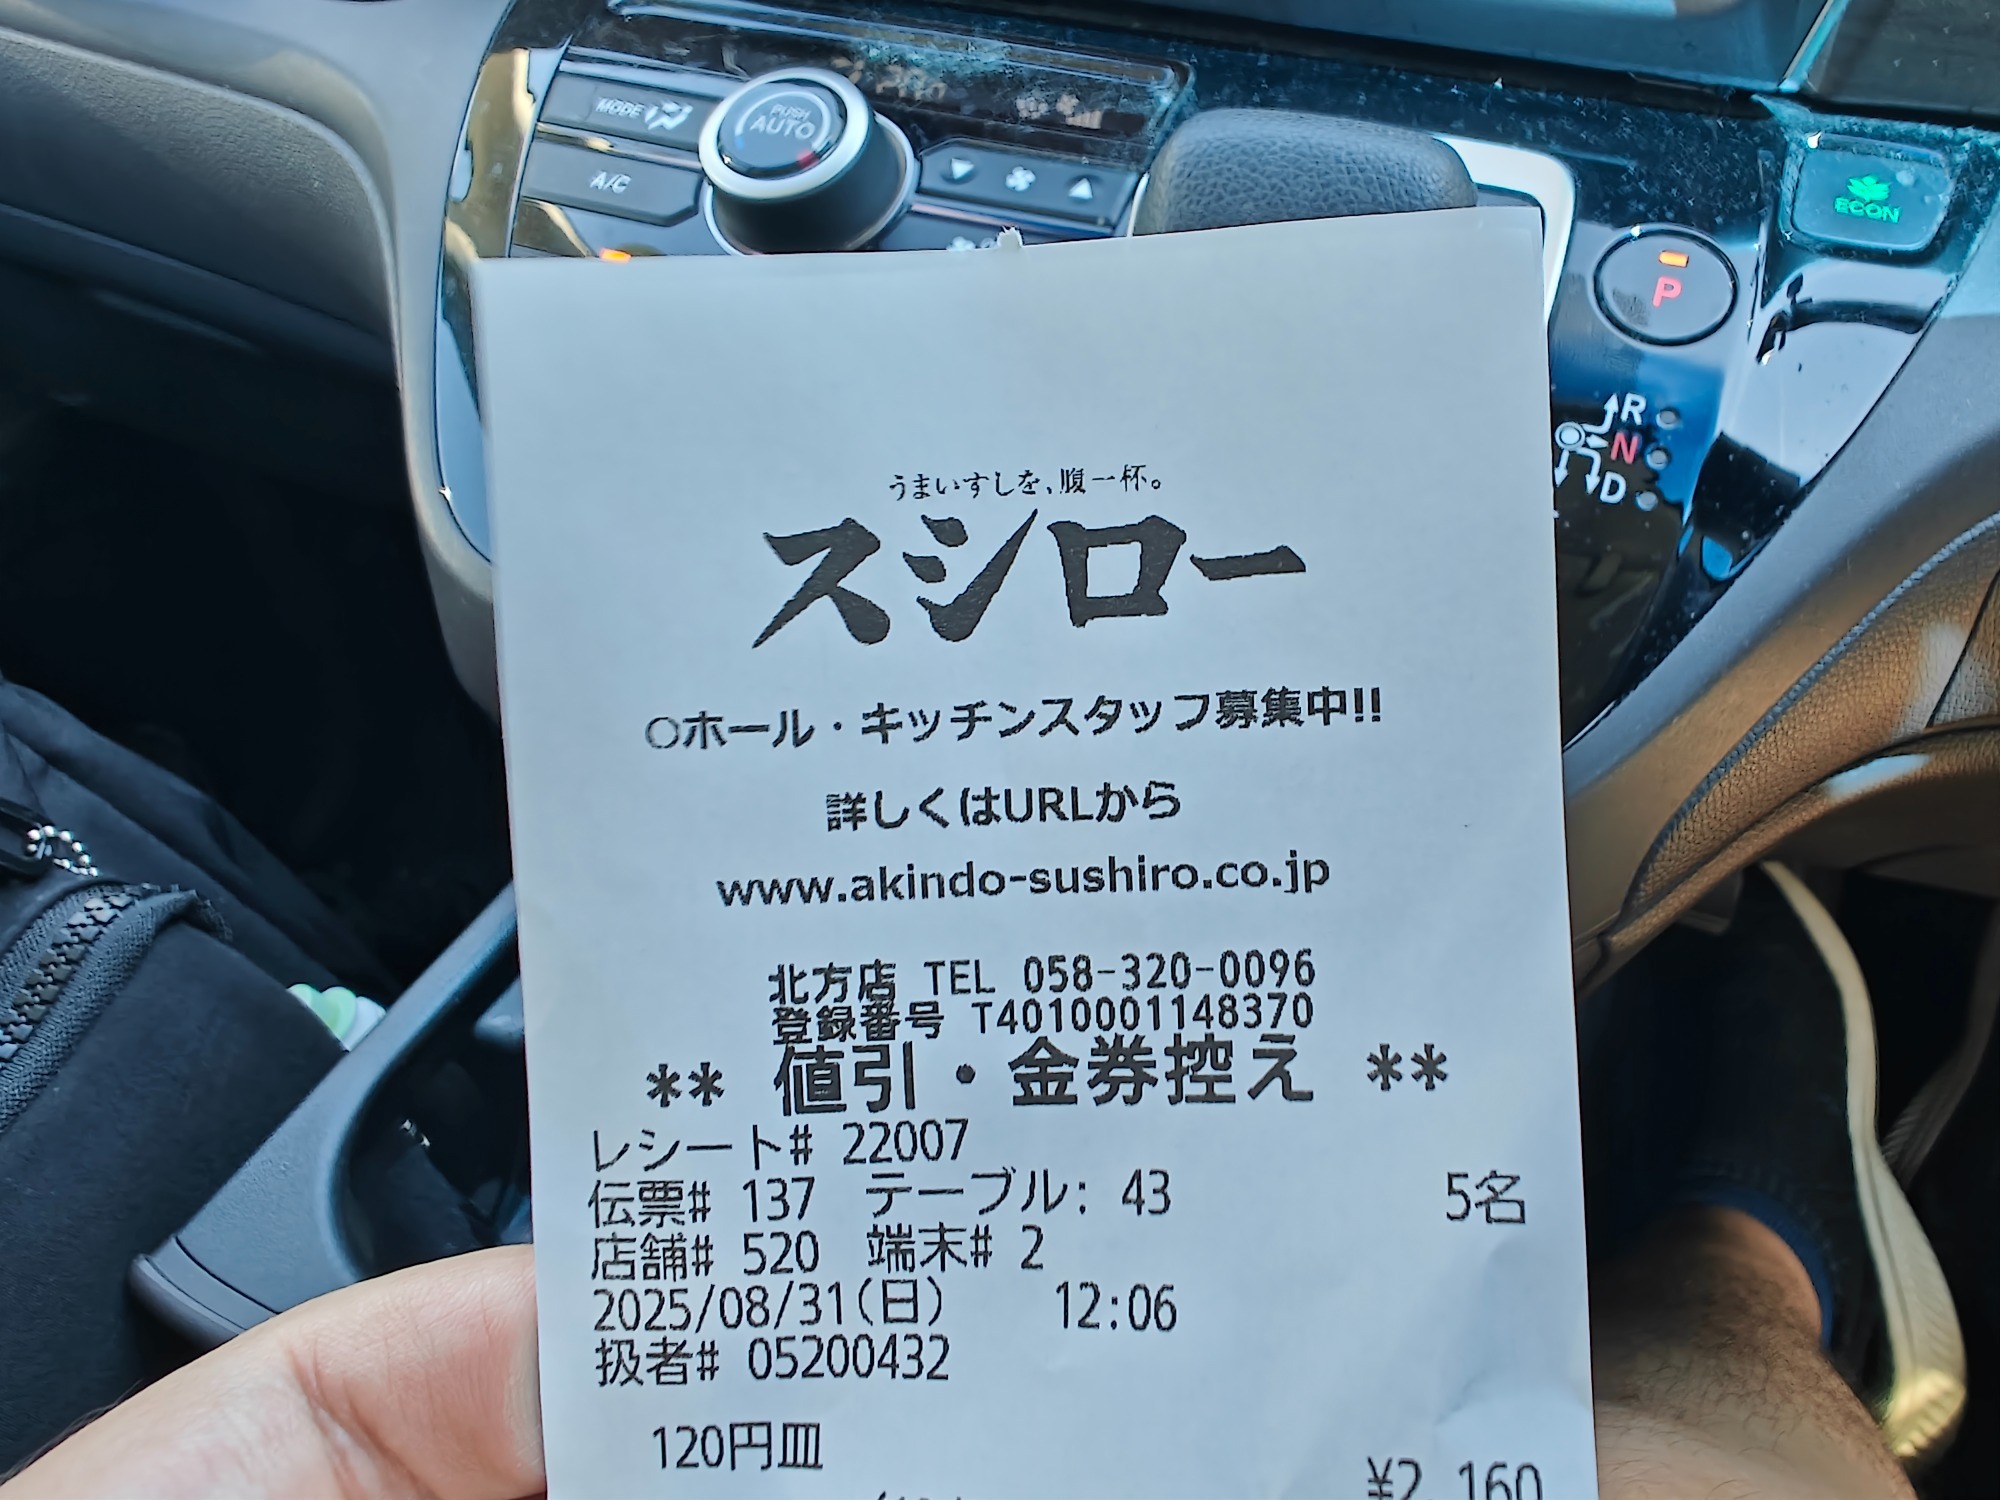 MODE
PUSH
AUTO
A/C
ECON
P
R
N
D
うまいすしを、腹一杯。
スシロー
○ホール・キッチンスタッフ募集中!!
詳しくはURLから
www.akindo-sushiro.co.jp
北方店 TEL 058-320-0096
登録番号 T4010001148370
** 値引・金券控え **
レシート# 22007
伝票# 137 テーブル: 43 5名
店舗# 520 端末# 2
2025/08/31(日) 12:06
扱者# 05200432
120円皿
¥2,160